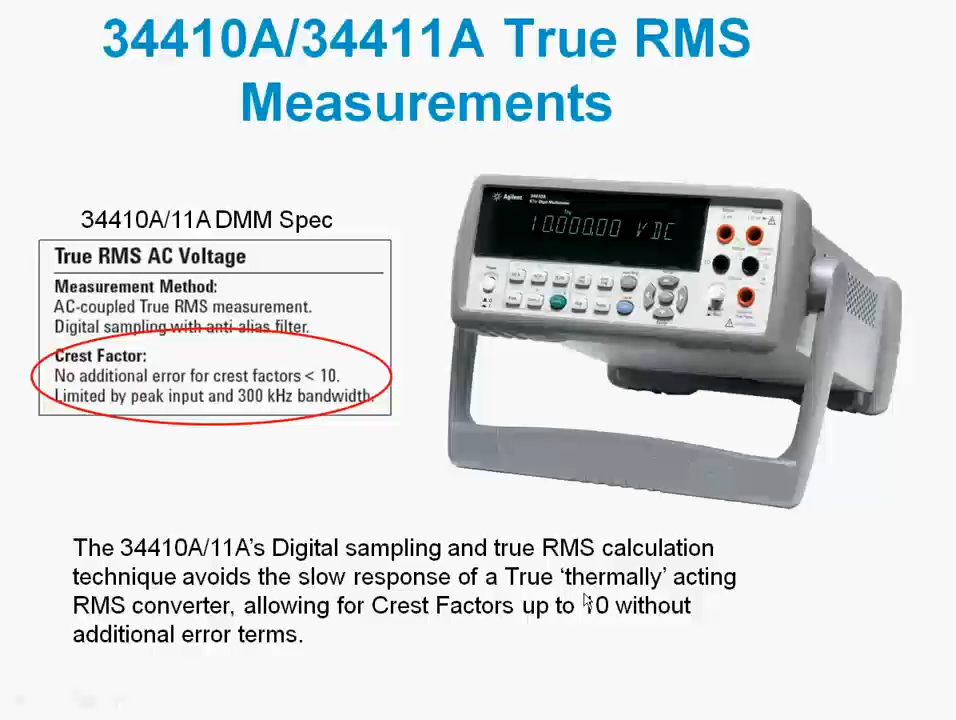 34410A/34411A True RMS
Measurements
34410A/11A DMM Spec
True RMS AC Voltage
Measurement Method:
AC-coupled True RMS measurement.
Digital sampling with anti-alias filter.
Crest Factor:
No additional error for crest factors < 10.
Limited by peak input and 300 kHz bandwidth.
Agilent
10.000,00 VDC
The 34410A/11A's Digital sampling and true RMS calculation
technique avoids the slow response of a True ‘thermally’ acting
RMS converter, allowing for Crest Factors up to 10 without
additional error terms.